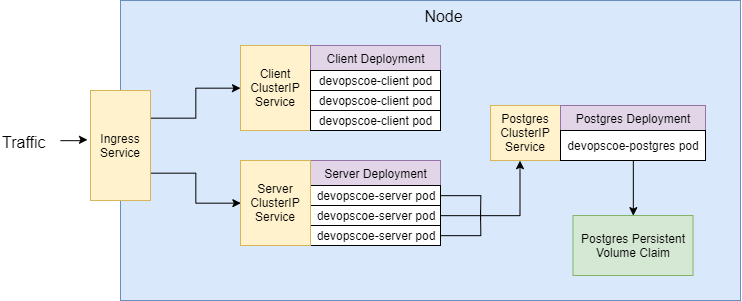 Node
Traffic
Ingress
Service
Client
ClusterIP
Service
Client Deployment
devopscoe-client pod
devopscoe-client pod
devopscoe-client pod
Server
ClusterIP
Service
Server Deployment
devopscoe-server pod
devopscoe-server pod
devopscoe-server pod
Postgres
ClusterIP
Service
Postgres Deployment
devopscoe-postgres pod
Postgres Persistent
Volume Claim